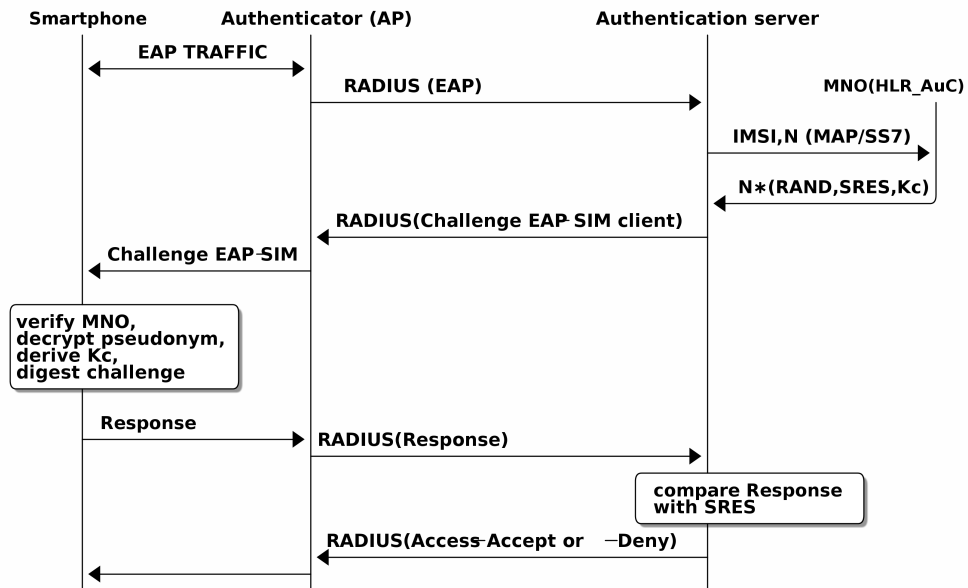 Smartphone
Authenticator (AP)
Authentication server
EAP TRAFFIC
RADIUS (EAP)
MNO(HLR_AuC)
IMSI,N (MAP/SS7)
N*(RAND,SRES,Kc)
RADIUS(Challenge EAP-SIM client)
Challenge EAP-SIM
verify MNO,
decrypt pseudonym,
derive Kc,
digest challenge
Response
RADIUS(Response)
compare Response
with SRES
RADIUS(Access-Accept or -Deny)